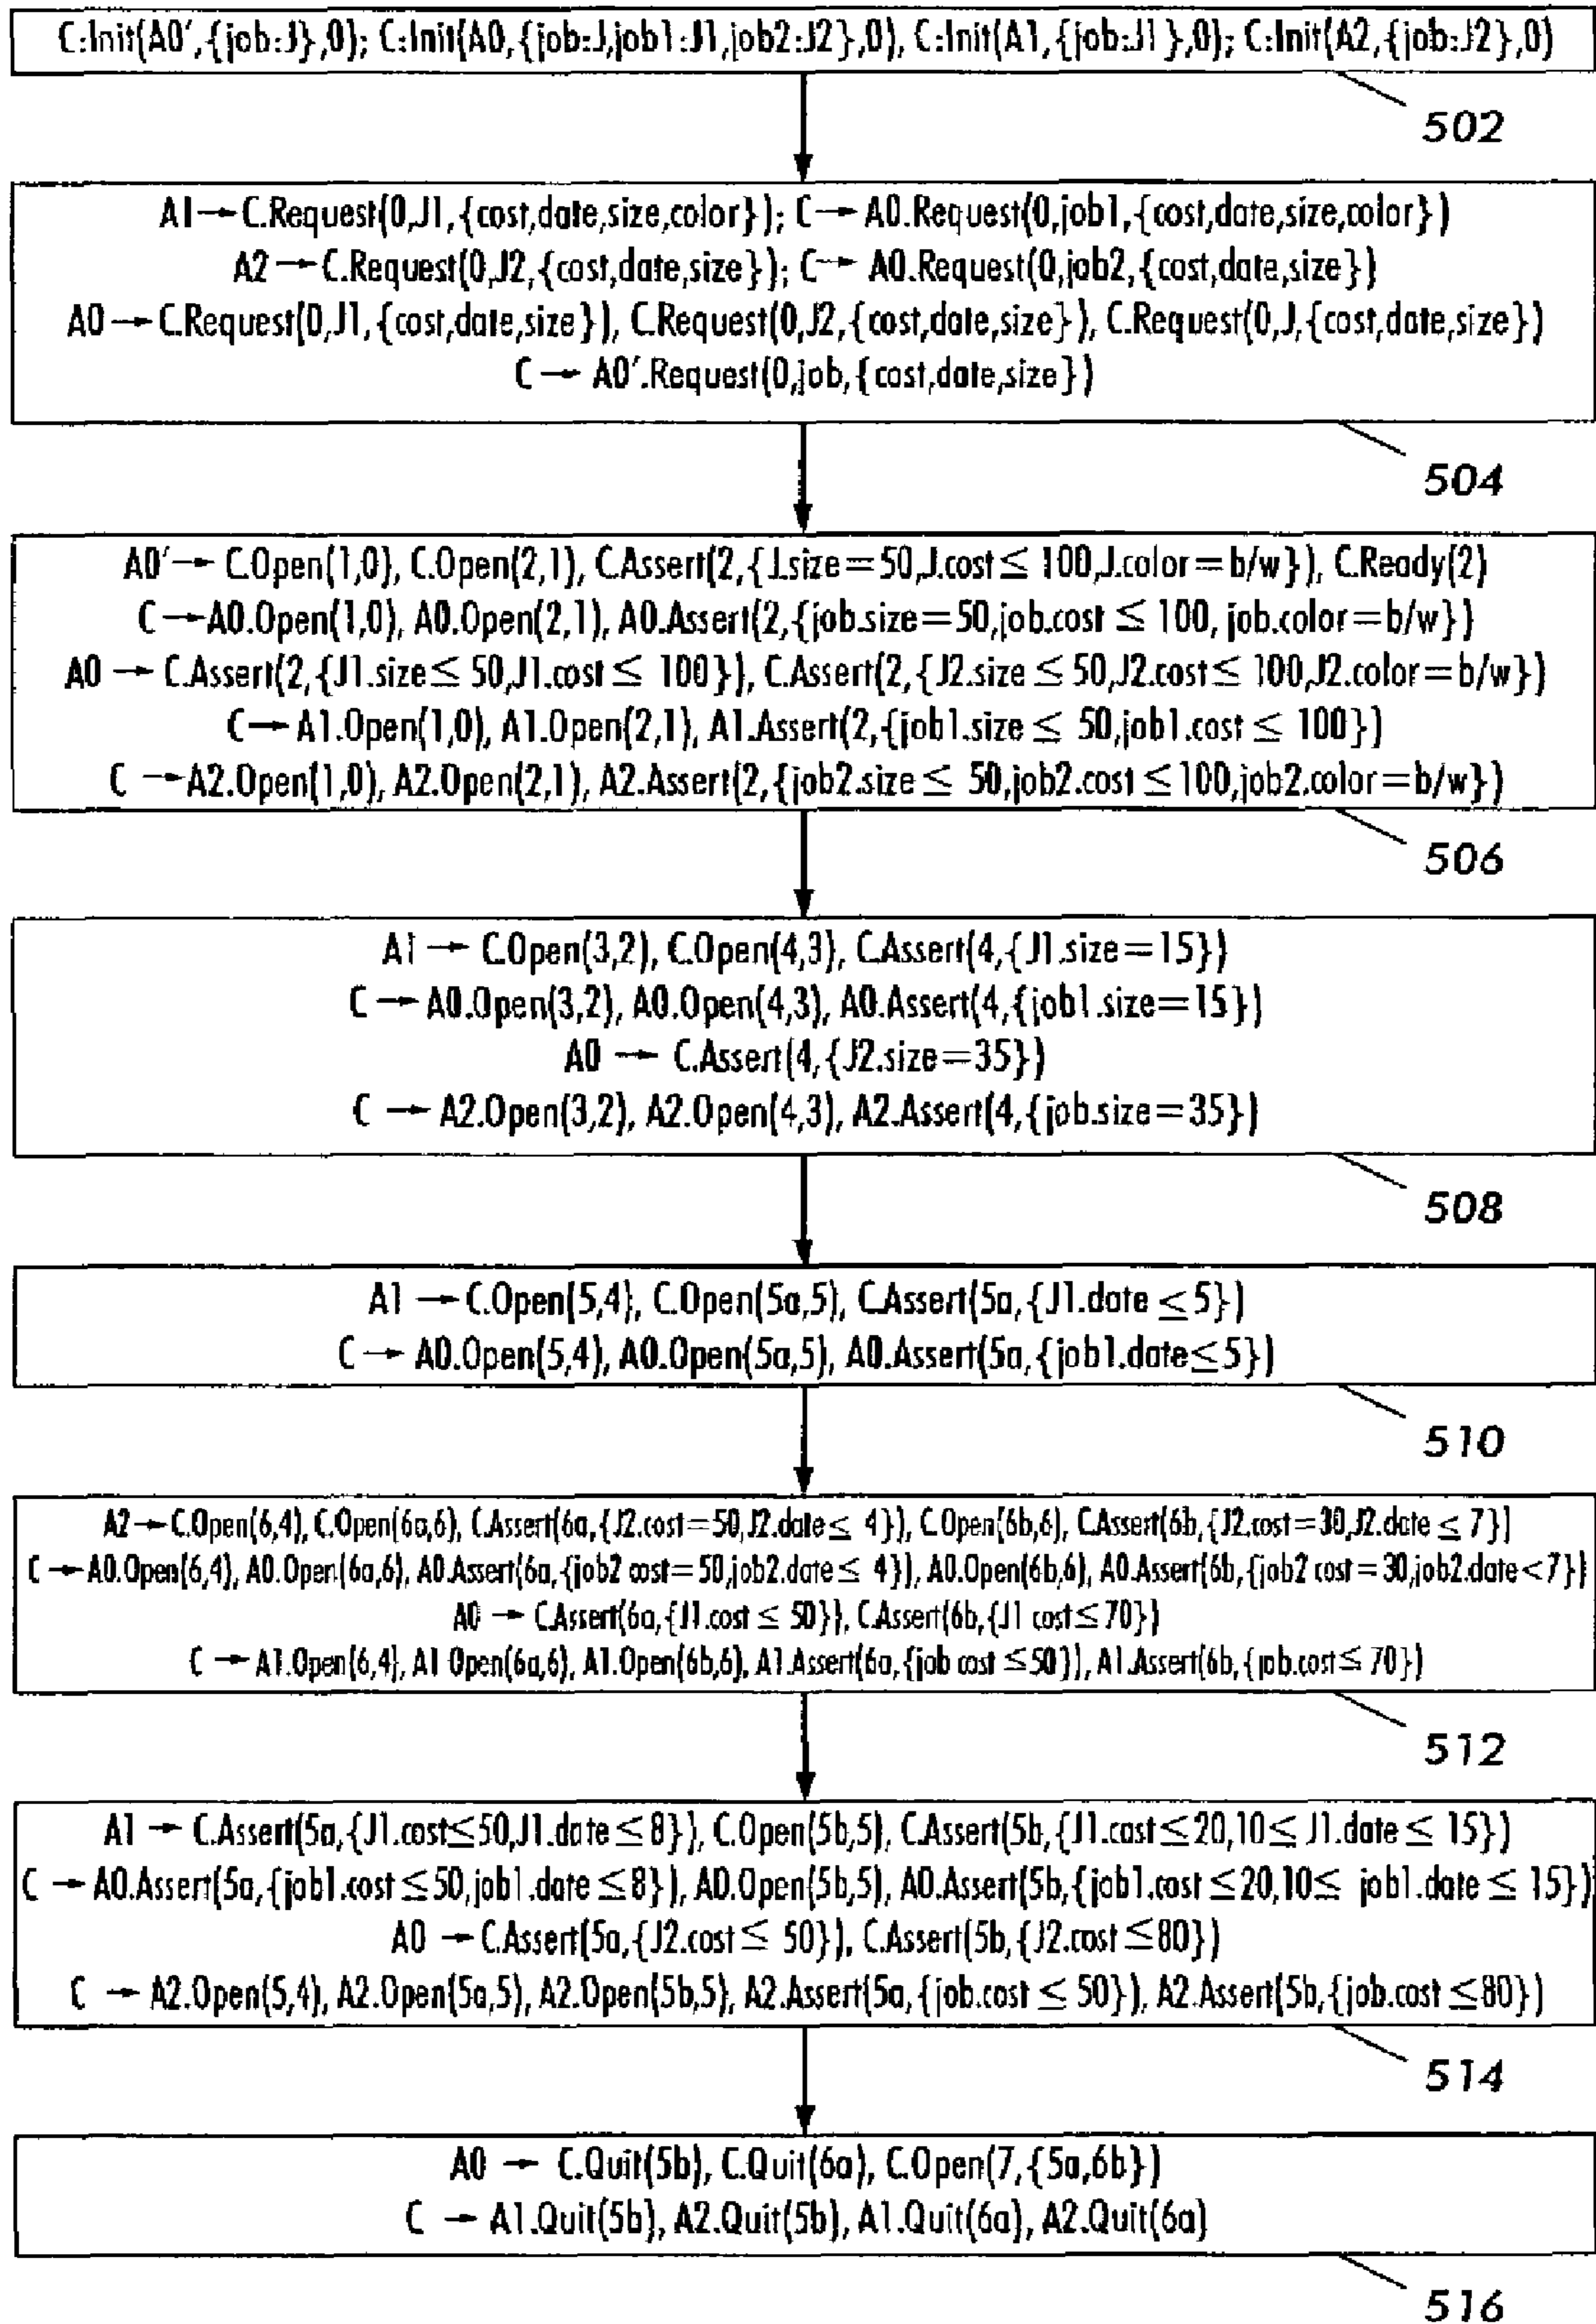 C:Init(A0',{job:J},0); C:Init(A0,{job:J,job1:J1,job2:J2},0), C:Init(A1,{job:J1},0); C:Init(A2,{job:J2},0)
502
A1→C.Request(0,J1,{cost,date,size,color}); C→A0.Request(0,job1,{cost,date,size,color})
A2→C.Request(0,J2,{cost,date,size}); C→ A0.Request(0,job2,{cost,date,size})
A0→C.Request(0,J1,{cost,date,size}), C.Request(0,J2,{cost,date,size}), C.Request(0,J,{cost,date,size})
C→ A0'.Request(0,job,{cost,date,size})
504
A0'→ C.Open(1,0), C.Open(2,1), C.Assert(2,{J.size=50,J.cost≤ 100,J.color=b/w}), C.Ready(2)
C→A0.Open(1,0), A0.Open(2,1), A0.Assert(2,{job.size=50,job.cost≤ 100, job.color=b/w})
A0 → C.Assert(2,{J1.size≤ 50,J1.cost≤ 100}), C.Assert(2,{J2.size≤ 50,J2.cost≤ 100,J2.color=b/w})
C→A1.Open(1,0), A1.Open(2,1), A1.Assert(2,{job1.size≤ 50,job1.cost≤ 100})
C →A2.Open(1,0), A2.Open(2,1), A2.Assert(2,{job2.size≤ 50,job2.cost≤100,job2.color=b/w})
506
A1 → C.Open(3,2), C.Open(4,3), C.Assert(4,{J1.size=15})
C → A0.Open(3,2), A0.Open(4,3), A0.Assert(4,{job1.size=15})
A0 → C.Assert(4,{J2.size=35})
C → A2.Open(3,2), A2.Open(4,3), A2.Assert(4,{job.size=35})
508
A1 → C.Open(5,4), C.Open(5a,5), C.Assert(5a,{J1.date≤5})
C → A0.Open(5,4), A0.Open(5a,5), A0.Assert(5a,{job1.date≤5})
510
A2→C.Open(6,4), C.Open(6a,6), C.Assert(6a,{J2.cost=50,J2.date≤ 4}), C.Open(6b,6), C.Assert(6b,{J2.cost=30,J2.date≤ 7})
C →A0.Open(6,4), A0.Open(6a,6), A0.Assert(6a,{job2 cost=50,job2.date≤ 4}), A0.Open(6b,6), A0.Assert(6b,{job2 cost=30,job2.date<7})
A0 → C.Assert(6a,{J1.cost≤ 50}), C.Assert(6b,{J1 cost≤70})
C →A1.Open(6,4}, A1 Open(6a,6), A1.Open(6b,6), A1.Assert(6a,{job cost≤50}), A1.Assert(6b,{job.cost≤ 70})
512
A1 → C.Assert(5a,{J1.cost≤50,J1.date≤8}), C.Open(5b,5), C.Assert(5b,{J1.cost≤20,10≤ J1.date≤ 15})
C →A0.Assert(5a,{job1.cost≤50,job1.date≤8}), A0.Open(5b,5), A0.Assert(5b,{job1.cost≤20,10≤ job1.date≤ 15})
A0 →C.Assert(5a,{J2.cost≤ 50}), C.Assert(5b,{J2.cost≤80})
C →A2.Open(5,4), A2.Open(5a,5), A2.Open(5b,5), A2.Assert(5a,{job.cost≤ 50}), A2.Assert(5b,{job.cost≤80})
514
A0 → C.Quit(5b), C.Quit(6a), C.Open(7,{5a,6b})
C → A1.Quit(5b), A2.Quit(5b), A1.Quit(6a), A2.Quit(6a)
516